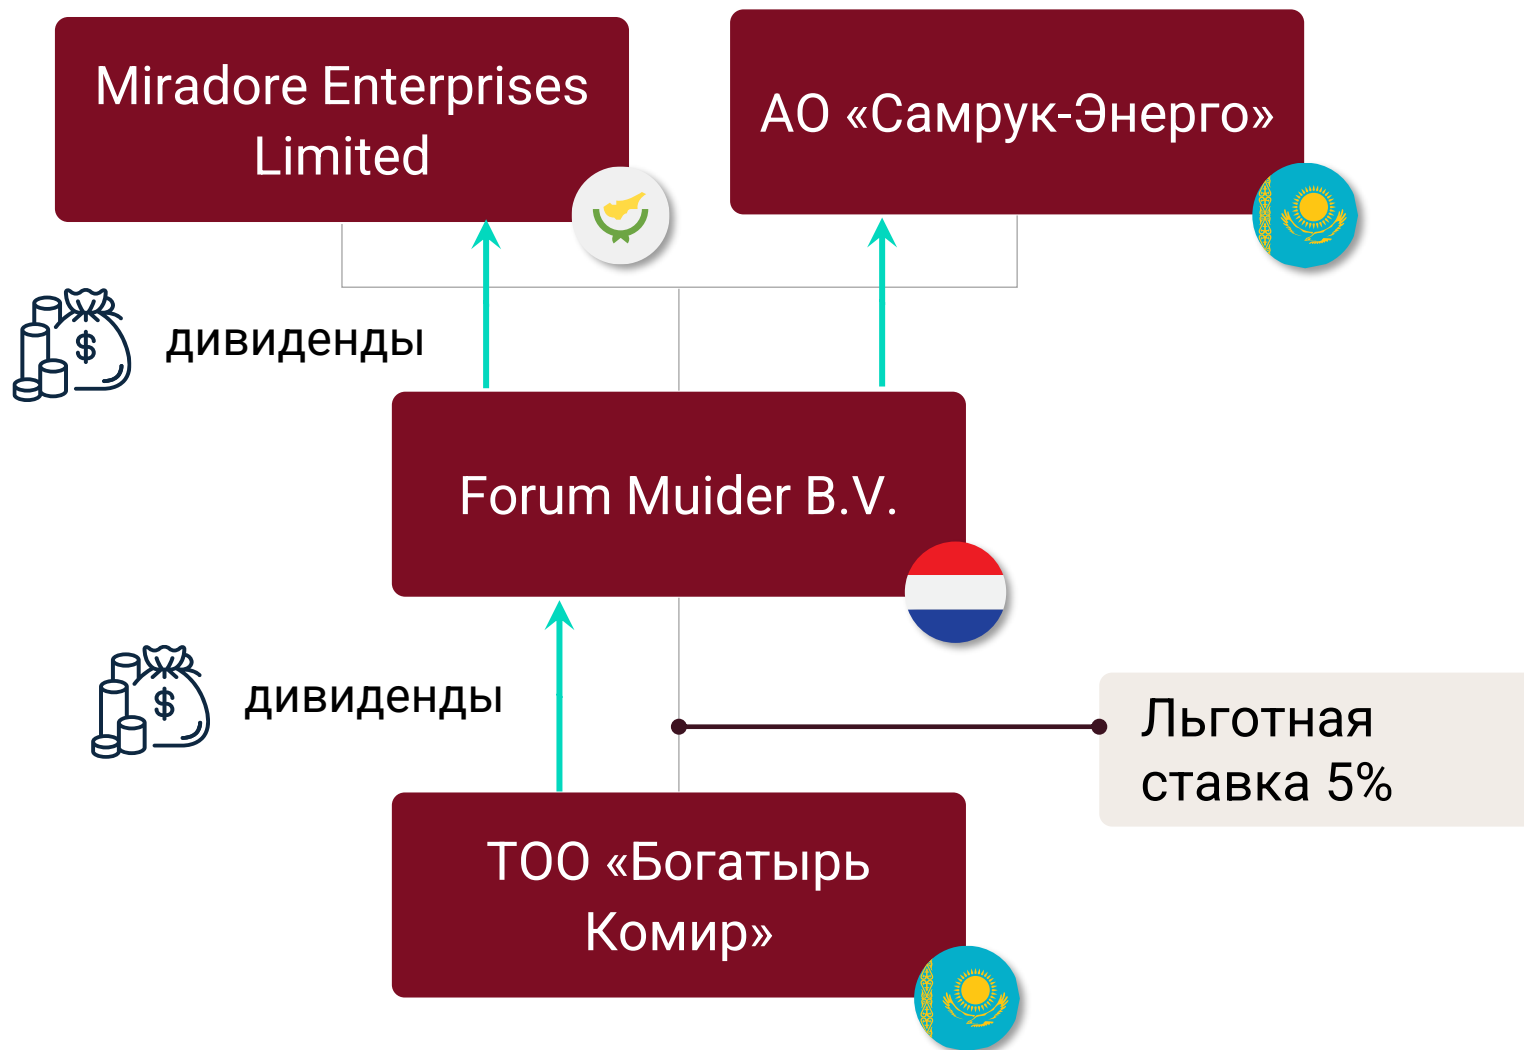 Miradore Enterprises
Limited
АО «Самрук-Энерго»
$ дивиденды
Forum Muider B.V.
$ дивиденды
Льготная
ставка 5%
ТОО «Богатырь
Комир»